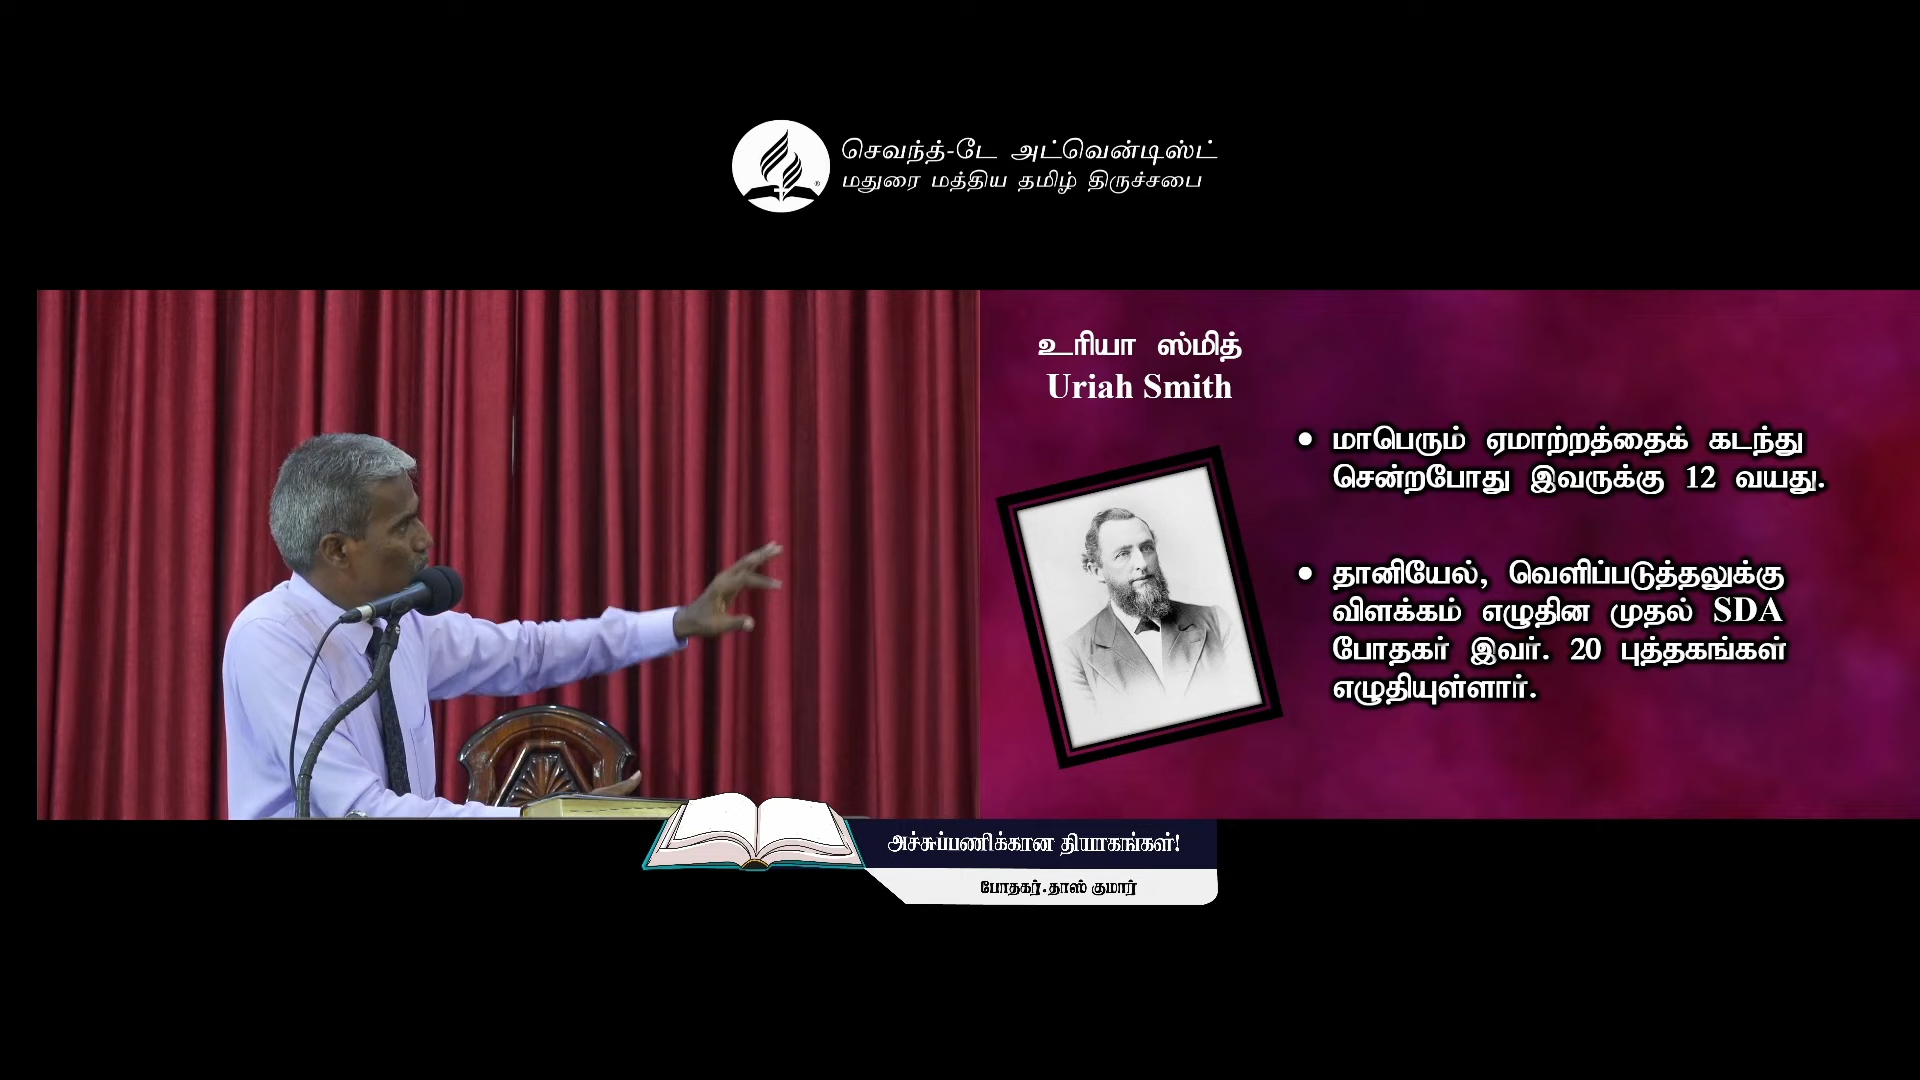 செவந்த்-டே அட்வென்டிஸ்ட்
மதுரை மத்திய தமிழ் திருச்சபை
உரியா ஸ்மித்
Uriah Smith
• மாபெரும் ஏமாற்றத்தைக் கடந்து
சென்றபோது இவருக்கு 12 வயது.
• தானியேல், வெளிப்படுத்தலுக்கு
விளக்கம் எழுதின முதல் SDA
போதகர் இவர். 20 புத்தகங்கள்
எழுதியுள்ளார்.
அச்சுப்பணிக்கான தியாகங்கள்!
போதகர்.தாஸ் குமார்